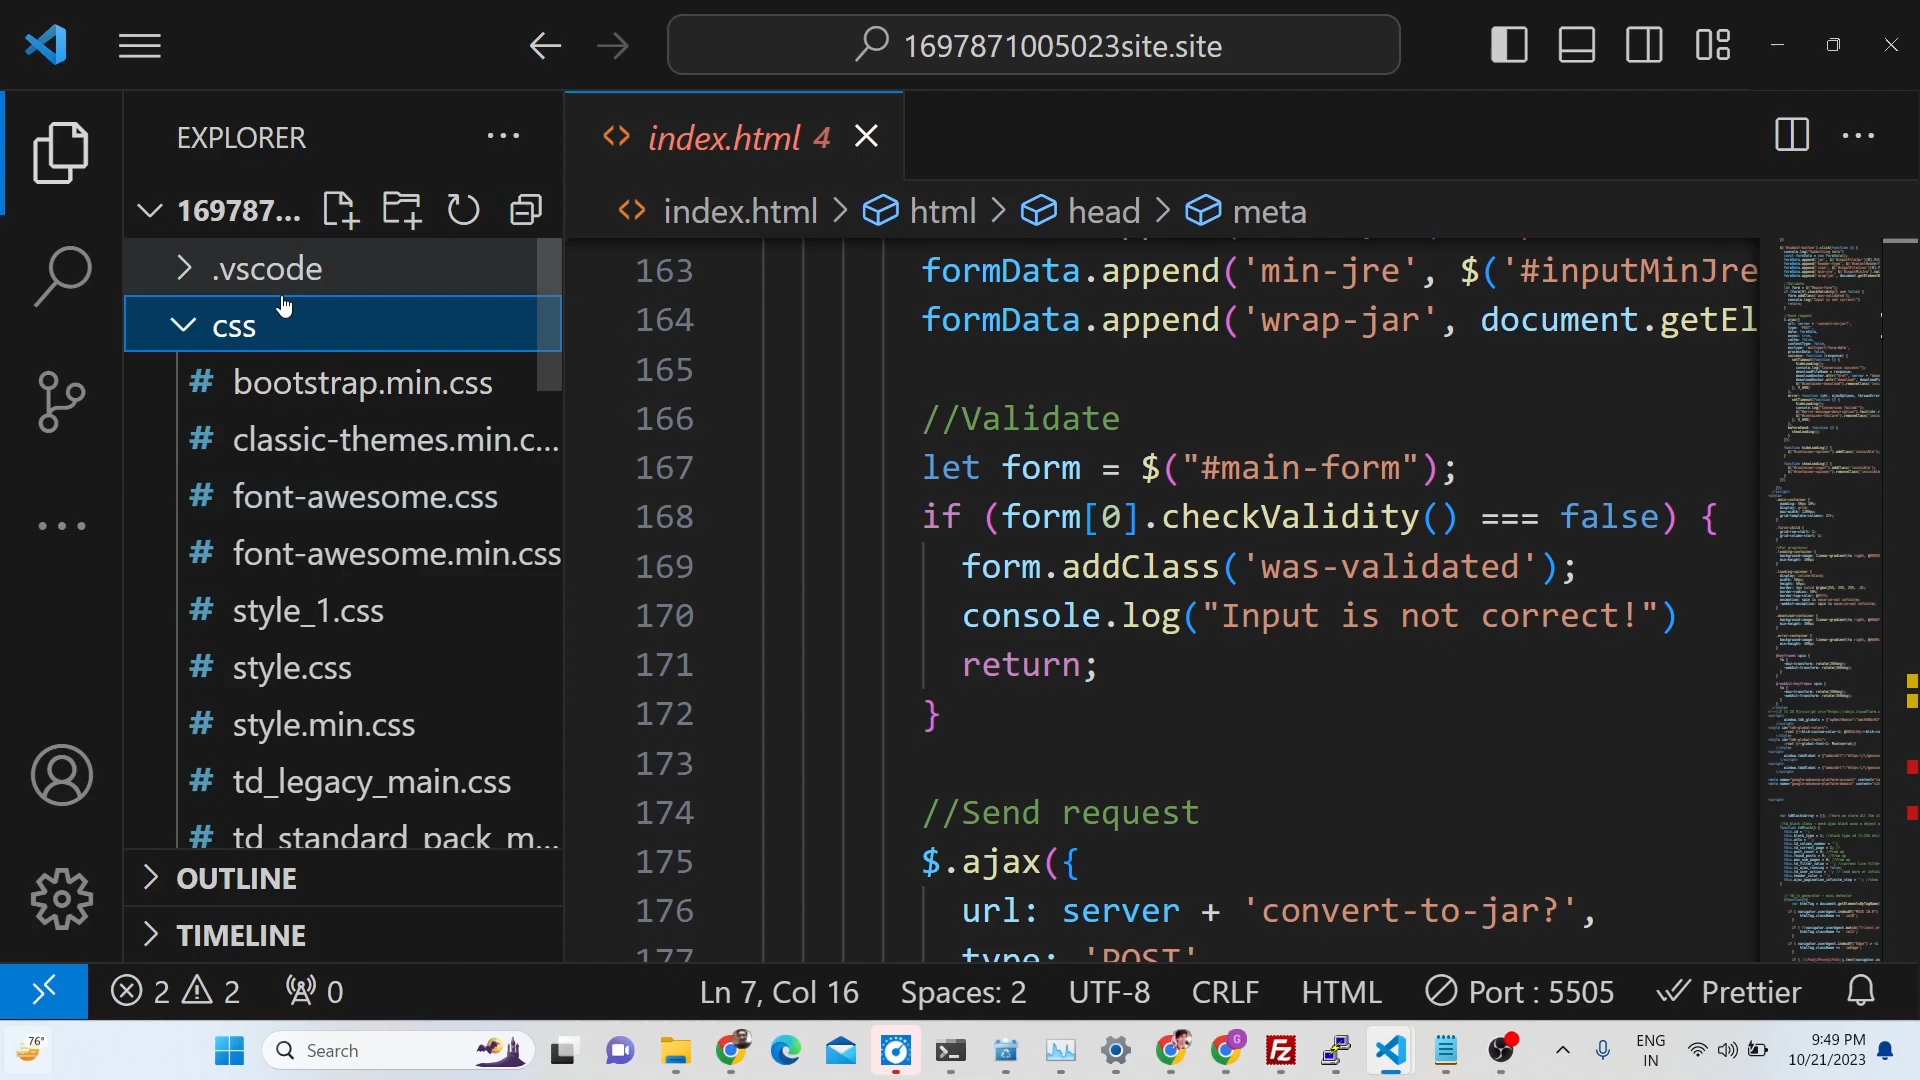 1697871005023site.site
EXPLORER
index.html 4
169787...
index.html > html > head > meta
.vscode
css
bootstrap.min.css
classic-themes.min.c...
font-awesome.css
font-awesome.min.css
style_1.css
style.css
style.min.css
td_legacy_main.css
td_standard_pack_m...
OUTLINE
TIMELINE
163 formData.append('min-jre', $('#inputMinJre
164 formData.append('wrap-jar', document.getEl
165
166 //Validate
167 let form = $("#main-form");
168 if (form[0].checkValidity() === false) {
169 form.addClass('was-validated');
170 console.log("Input is not correct!")
171 return;
172 }
173
174 //Send request
175 $.ajax({
176 url: server + 'convert-to-jar?',
177 type: 'POST'
2 2 0
Ln 7, Col 16 Spaces: 2 UTF-8 CRLF HTML Port : 5505 Prettier
76°
Search
ENG
IN
9:49 PM
10/21/2023